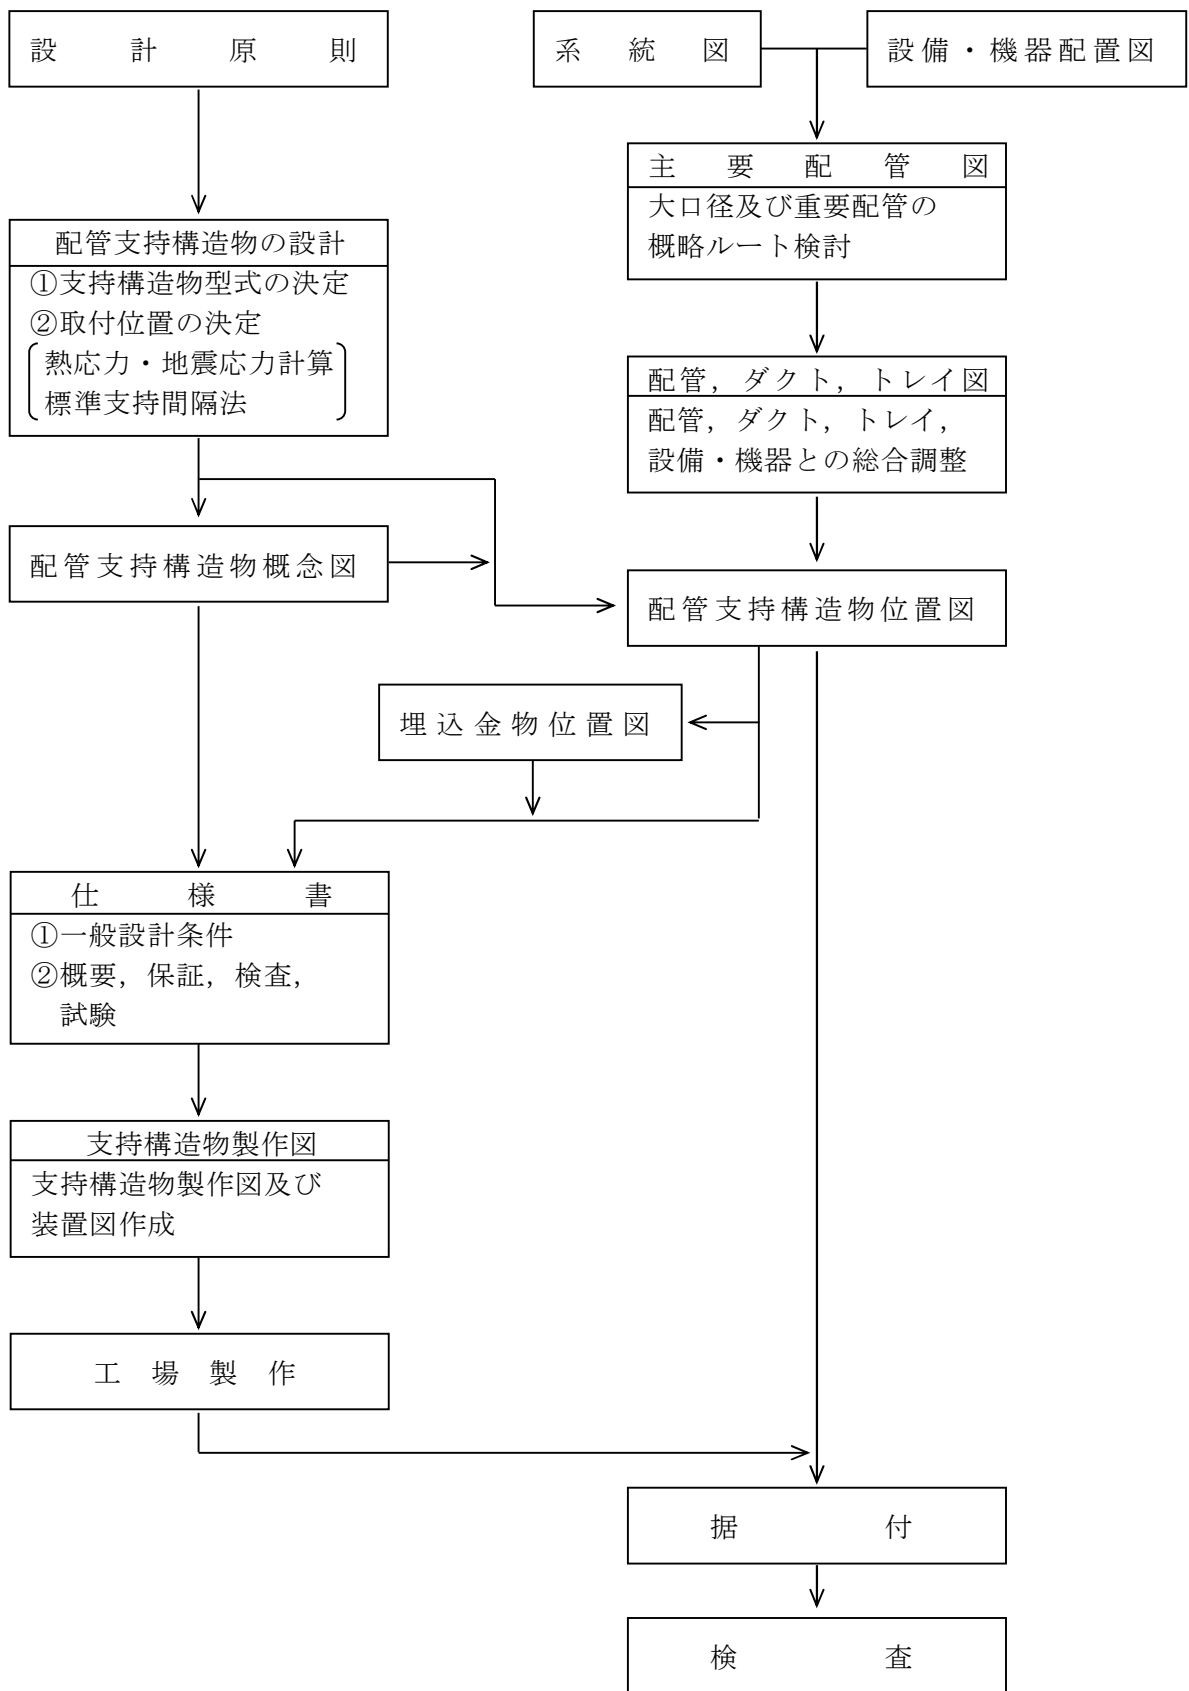 設計原則
系統図
設備・機器配置図
主要配管図
大口径及び重要配管の
概略ルート検討
配管支持構造物の設計
①支持構造物型式の決定
②取付位置の決定
熱応力・地震応力計算
標準支持間隔法
配管，ダクト，トレイ図
配管，ダクト，トレイ，
設備・機器との総合調整
配管支持構造物概念図
配管支持構造物位置図
埋込金物位置図
仕様書
①一般設計条件
②概要，保証，検査，
試験
支持構造物製作図
支持構造物製作図及び
装置図作成
工場製作
据付
検査